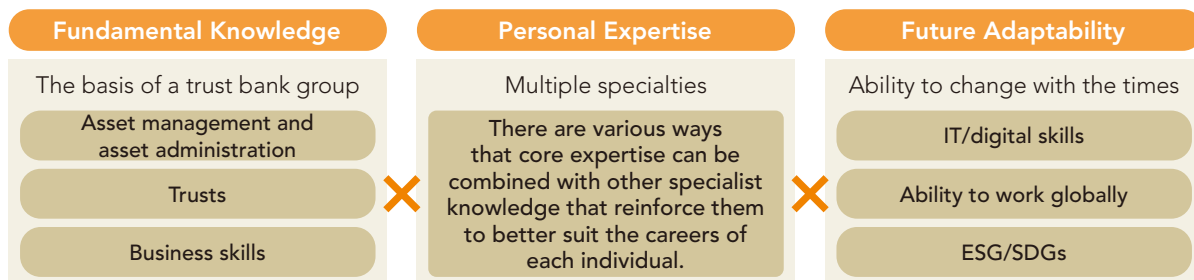 Fundamental Knowledge
The basis of a trust bank group
Asset management and
asset administration
Trusts
Business skills
×
Personal Expertise
Multiple specialties
There are various ways
that core expertise can be
combined with other specialist
knowledge that reinforce them
to better suit the careers of
each individual.
×
Future Adaptability
Ability to change with the times
IT/digital skills
Ability to work globally
ESG/SDGs